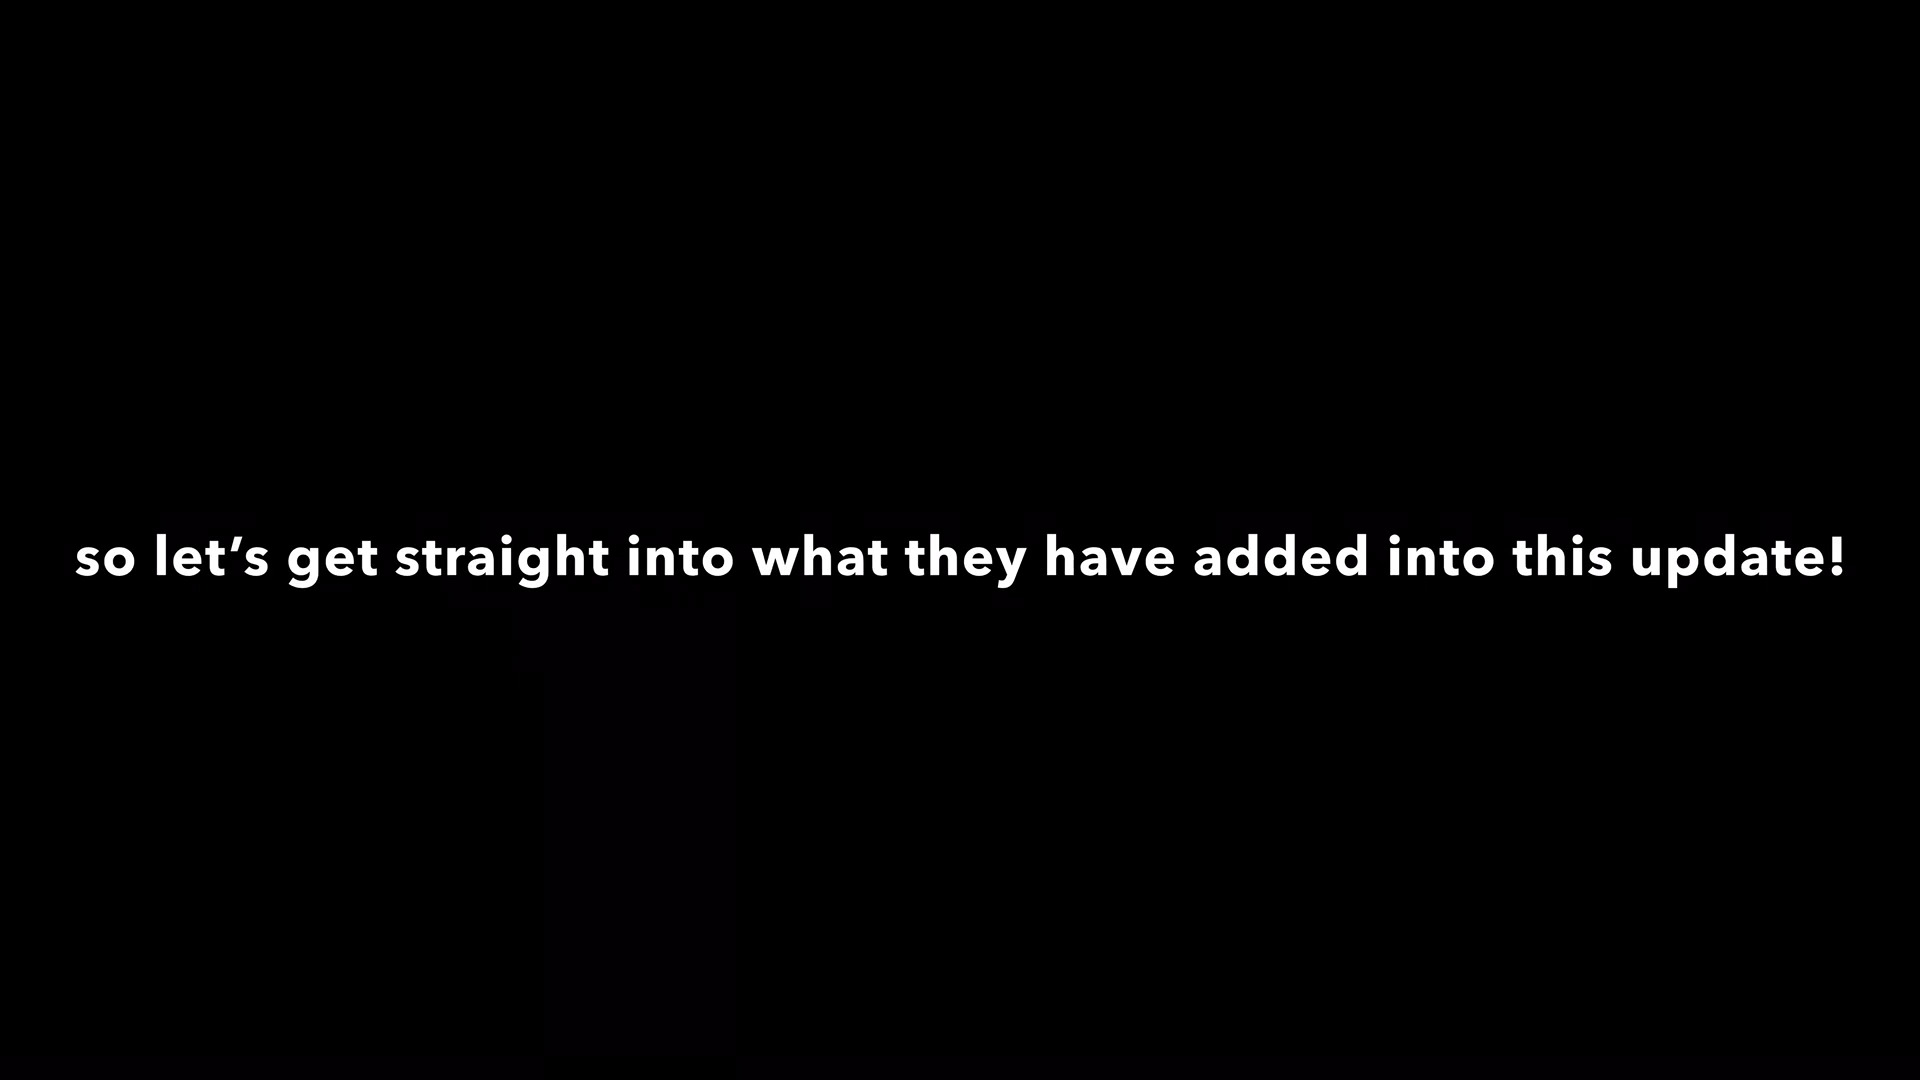 so let’s get straight into what they have added into this update!